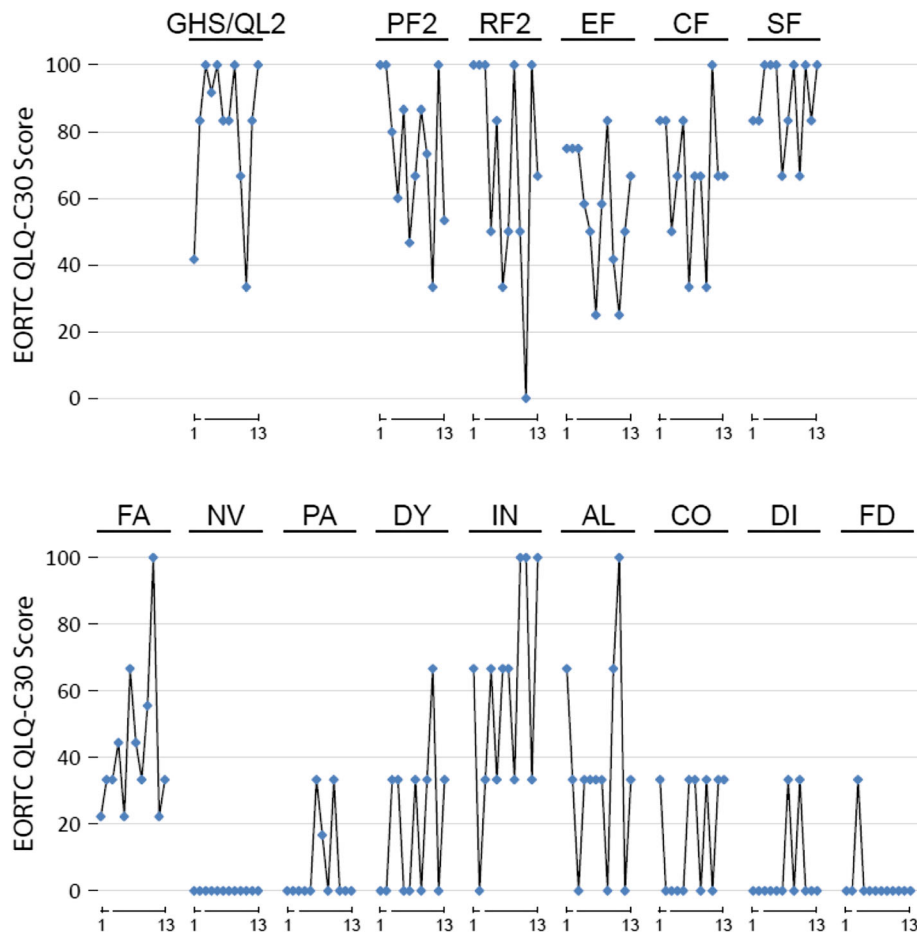 GHS/QL2 PF2 RF2 EF CF SF
EORTC QLQ-C30 Score
100
80
60
40
20
0
1 13 1 13 1 13 1 13 1 13 1 13
FA NV PA DY IN AL CO DI FD
EORTC QLQ-C30 Score
100
80
60
40
20
0
1 13 1 13 1 13 1 13 1 13 1 13 1 13 1 13 1 13